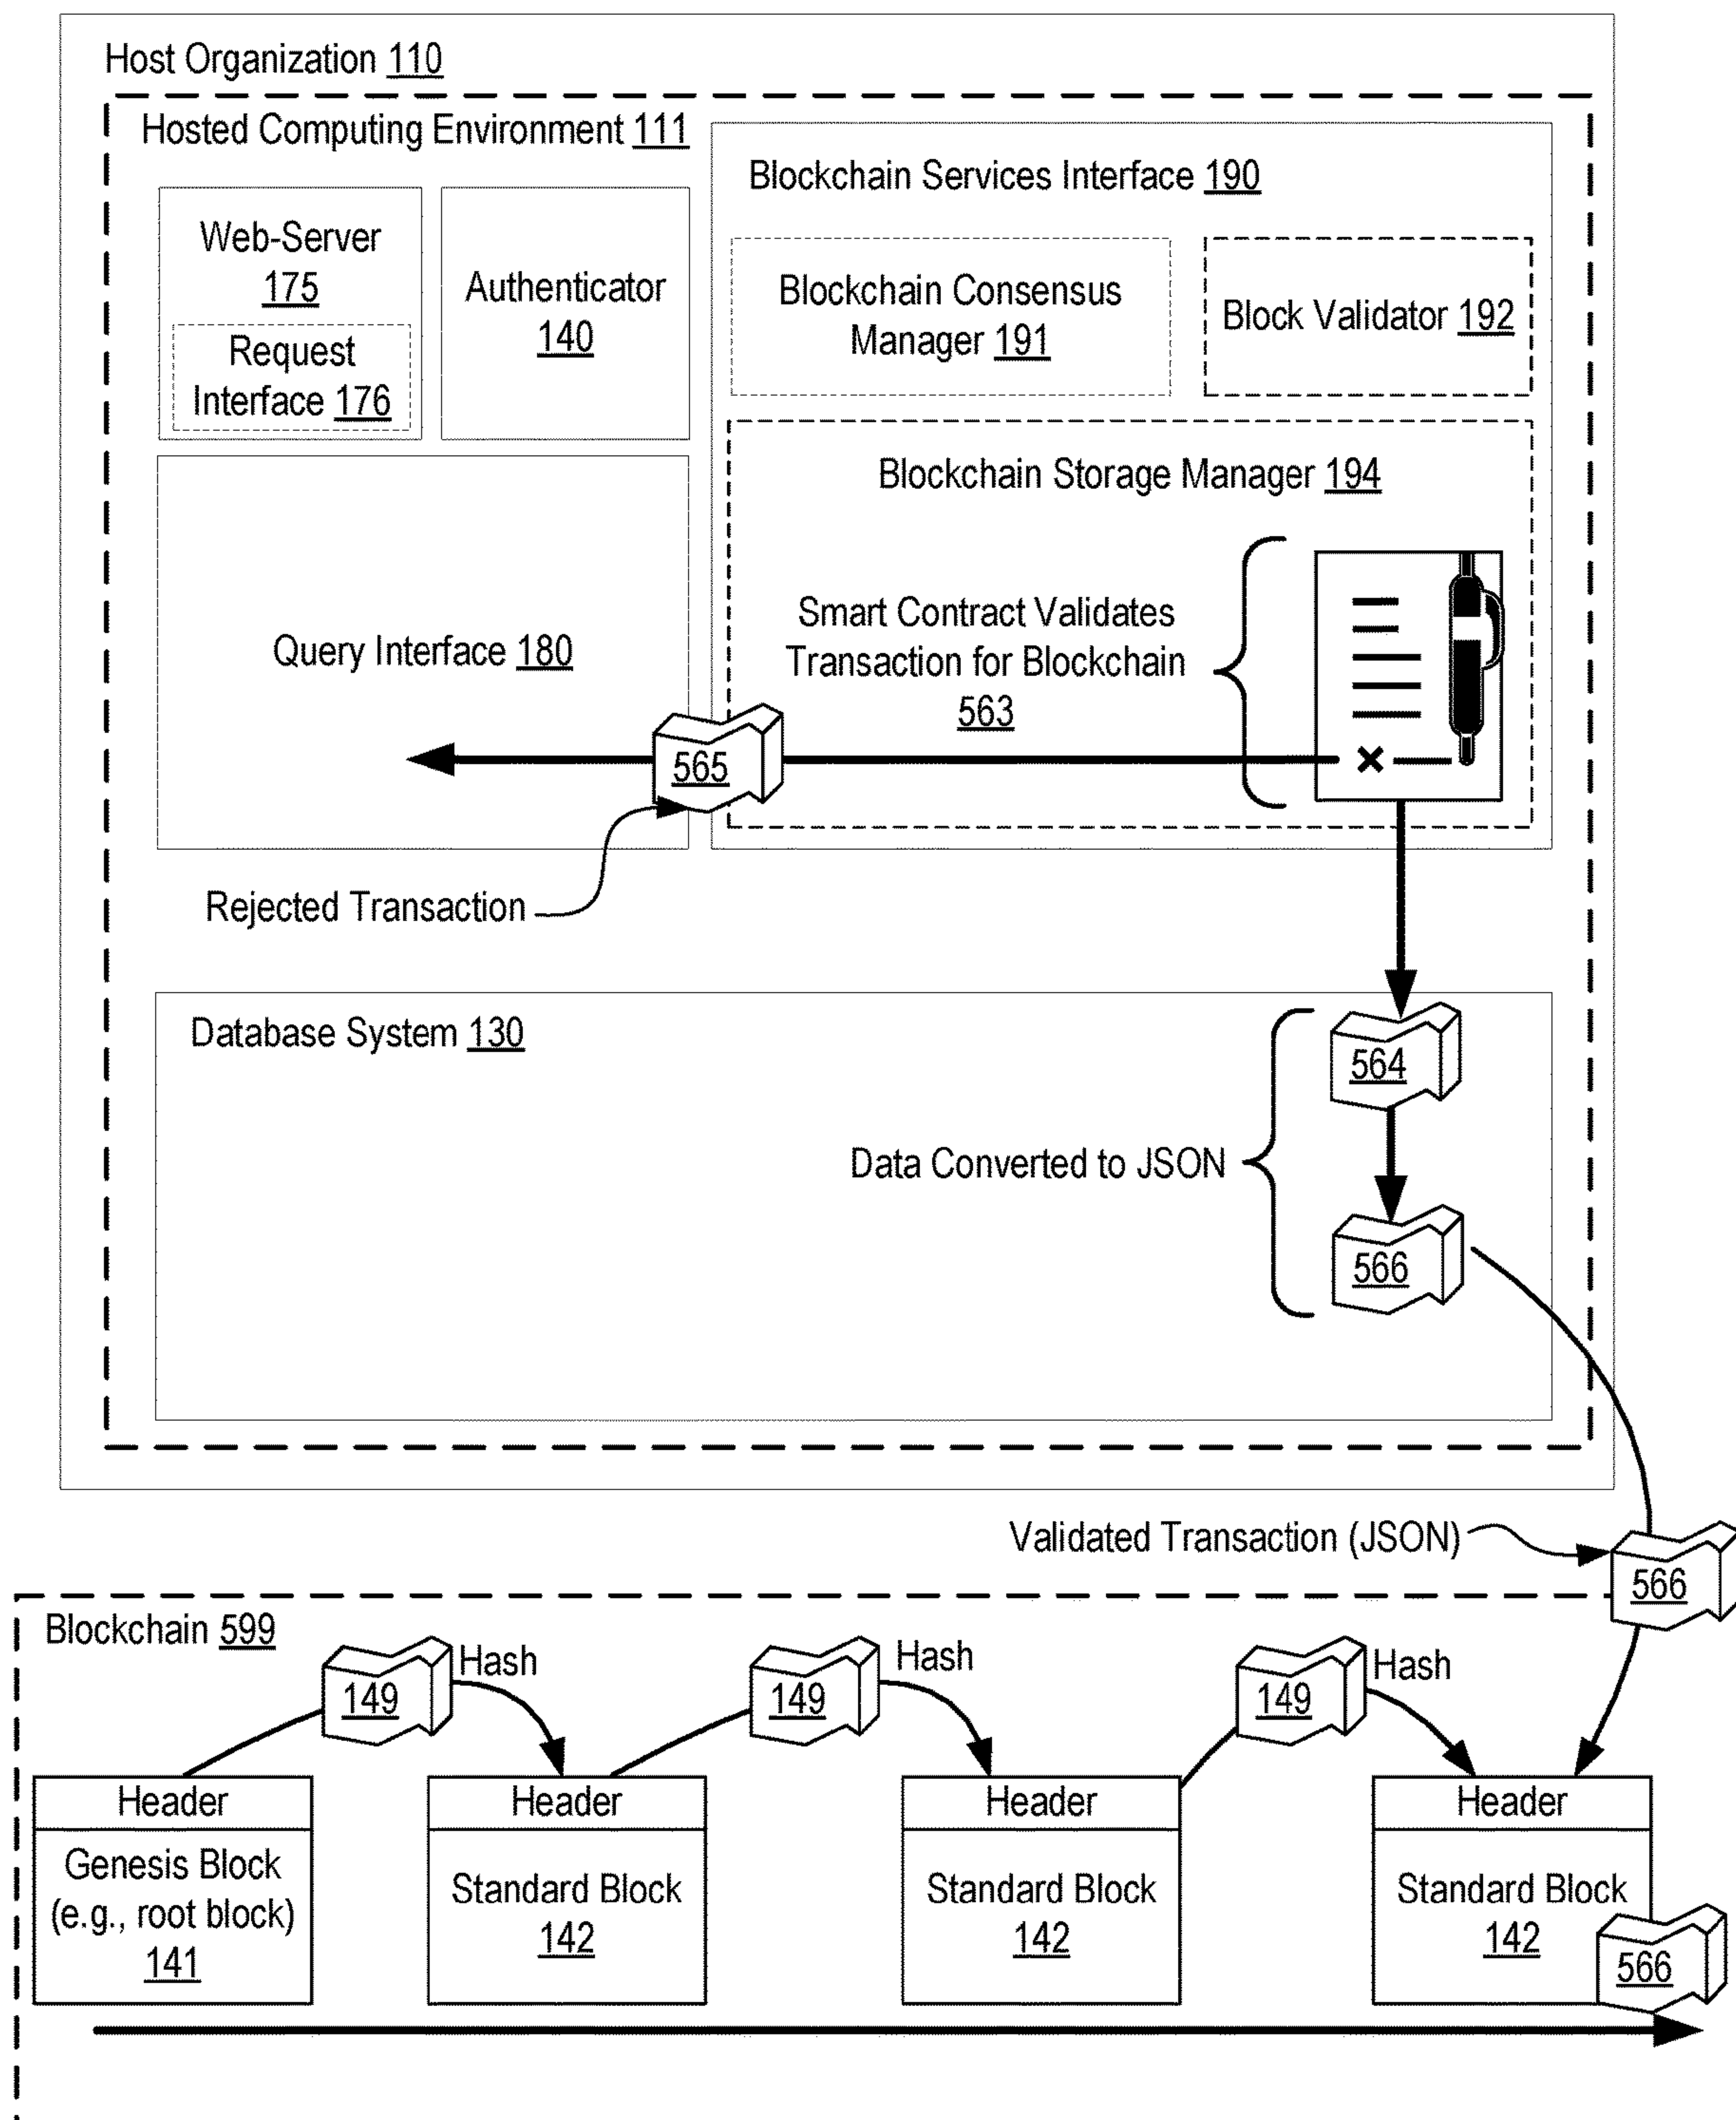 Host Organization 110
Hosted Computing Environment 111
Web-Server
175
Request
Interface 176
Authenticator
140
Blockchain Services Interface 190
Blockchain Consensus
Manager 191
Block Validator 192
Blockchain Storage Manager 194
Smart Contract Validates
Transaction for Blockchain
563
Query Interface 180
565
Rejected Transaction
Database System 130
564
Data Converted to JSON
566
Validated Transaction (JSON)
566
Blockchain 599
149
Hash
149
Hash
149
Hash
Header
Genesis Block
(e.g., root block)
141
Header
Standard Block
142
Header
Standard Block
142
Header
Standard Block
142
566